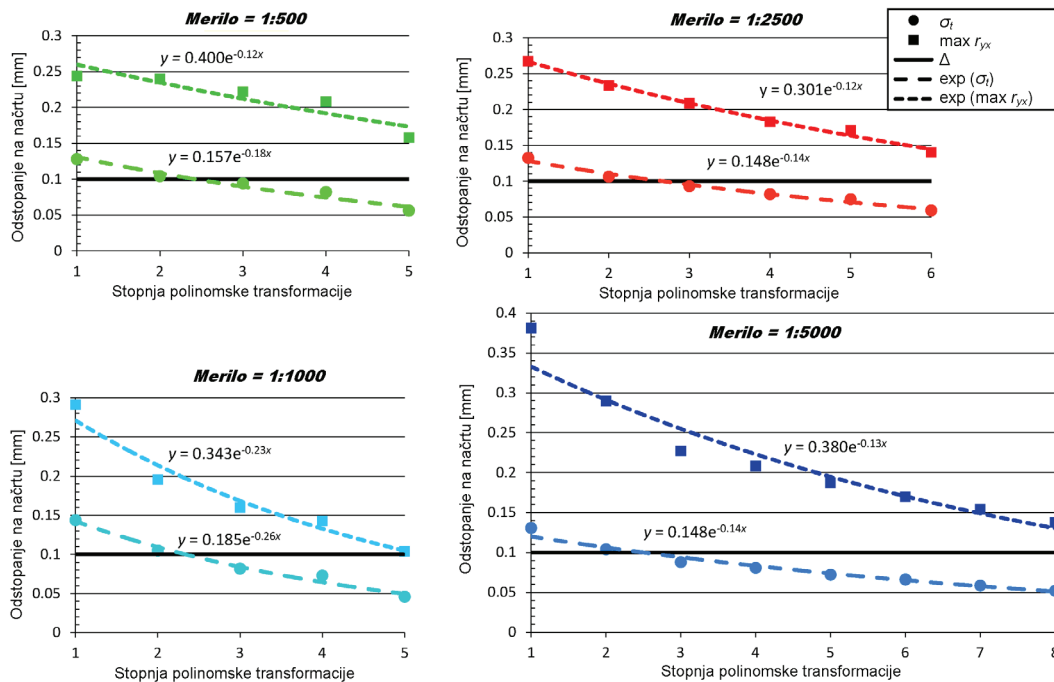 Merilo = 1:500
Odstopanje na načrtu [mm]
0.3
0.25
0.2
0.15
0.1
0.05
0
y = 0.400e^-0.12x
y = 0.157e^-0.18x
1 2 3 4 5
Stopnja polinomske transformacije
Merilo = 1:2500
Odstopanje na načrtu [mm]
0.3
0.25
0.2
0.15
0.1
0.05
0
y = 0.301e^-0.12x
y = 0.148e^-0.14x
1 2 3 4 5 6
Stopnja polinomske transformacije
σt
max ryx
Δ
exp (σt)
exp (max ryx)
Merilo = 1:1000
Odstopanje na načrtu [mm]
0.3
0.25
0.2
0.15
0.1
0.05
0
y = 0.343e^-0.23x
y = 0.185e^-0.26x
1 2 3 4 5
Stopnja polinomske transformacije
Merilo = 1:5000
Odstopanje na načrtu [mm]
0.4
0.35
0.3
0.25
0.2
0.15
0.1
0.05
0
y = 0.380e^-0.13x
y = 0.148e^-0.14x
1 2 3 4 5 6 7 8
Stopnja polinomske transformacije